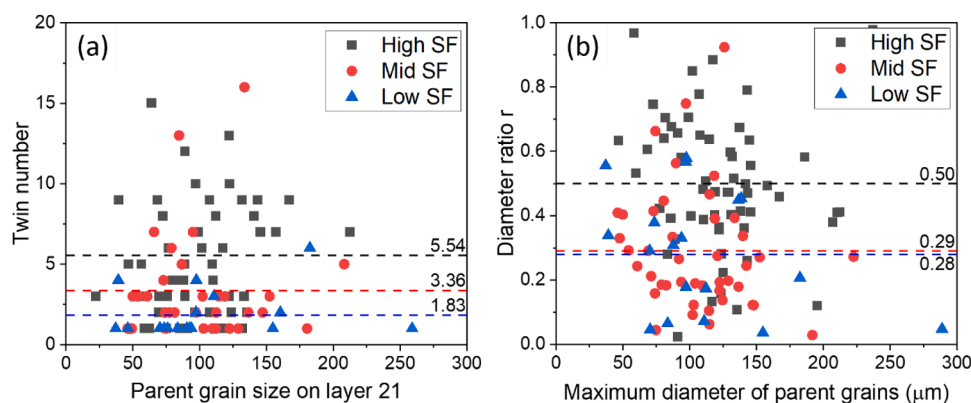 (a)
High SF
Mid SF
Low SF
20
15
10
5
0
5.54
3.36
1.83
0
50
100
150
200
250
300
Twin number
Parent grain size on layer 21
(b)
High SF
Mid SF
Low SF
1.0
0.8
0.6
0.4
0.2
0.0
0.50
0.29
0.28
0
50
100
150
200
250
300
Diameter ratio r
Maximum diameter of parent grains (μm)